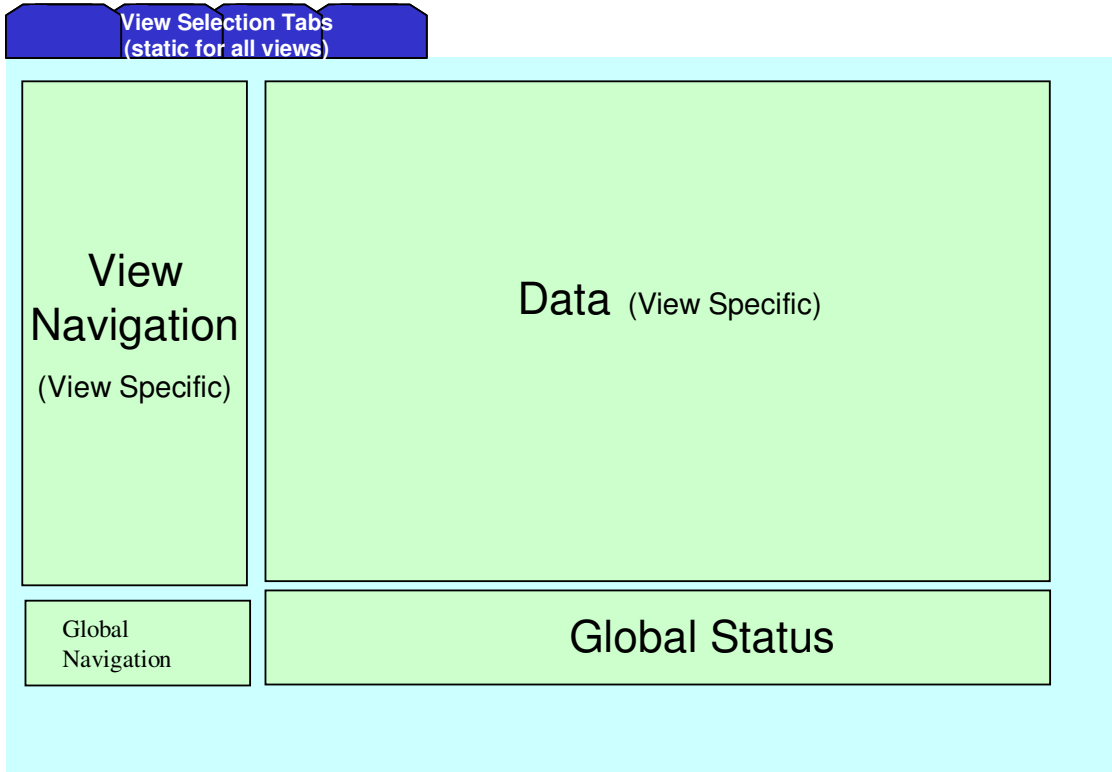 View Selection Tabs
(static for all views)
View
Navigation
(View Specific)
Data (View Specific)
Global
Navigation
Global Status